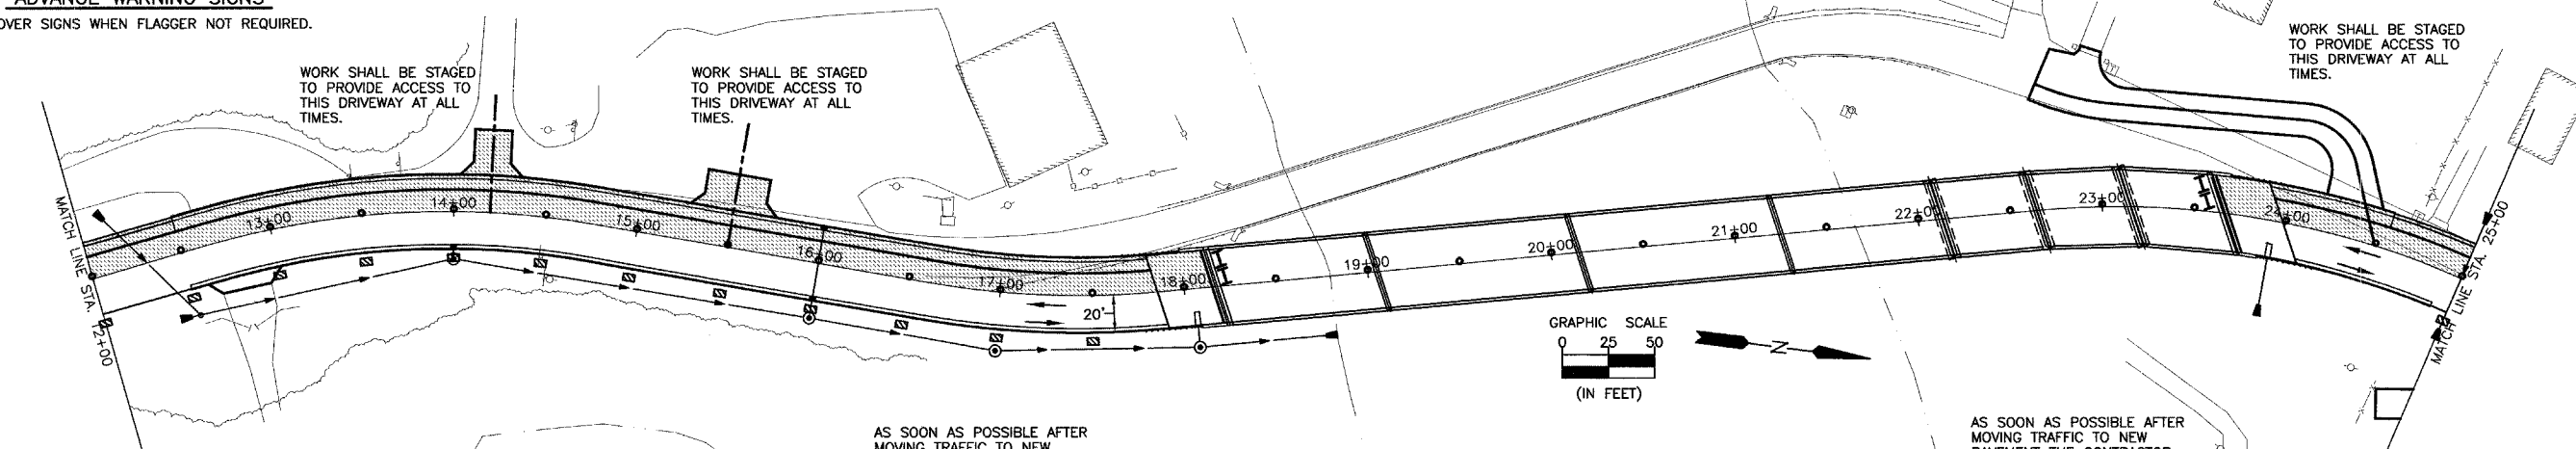 ADVANCE WARNING SIGNS
OVER SIGNS WHEN FLAGGER NOT REQUIRED.
WORK SHALL BE STAGED
TO PROVIDE ACCESS TO
THIS DRIVEWAY AT ALL
TIMES.
WORK SHALL BE STAGED
TO PROVIDE ACCESS TO
THIS DRIVEWAY AT ALL
TIMES.
WORK SHALL BE STAGED
TO PROVIDE ACCESS TO
THIS DRIVEWAY AT ALL
TIMES.
MATCH LINE STA. 12+00
13+00
14+00
15+00
16+00
17+00
18+00
19+00
20+00
21+00
22+00
23+00
24+00
MATCH LINE STA. 25+00
20'
GRAPHIC SCALE
0 25 50
(IN FEET)
N
AS SOON AS POSSIBLE AFTER
MOVING TRAFFIC TO NEW
AS SOON AS POSSIBLE AFTER
MOVING TRAFFIC TO NEW
PAVEMENT THE CONTRACTOR